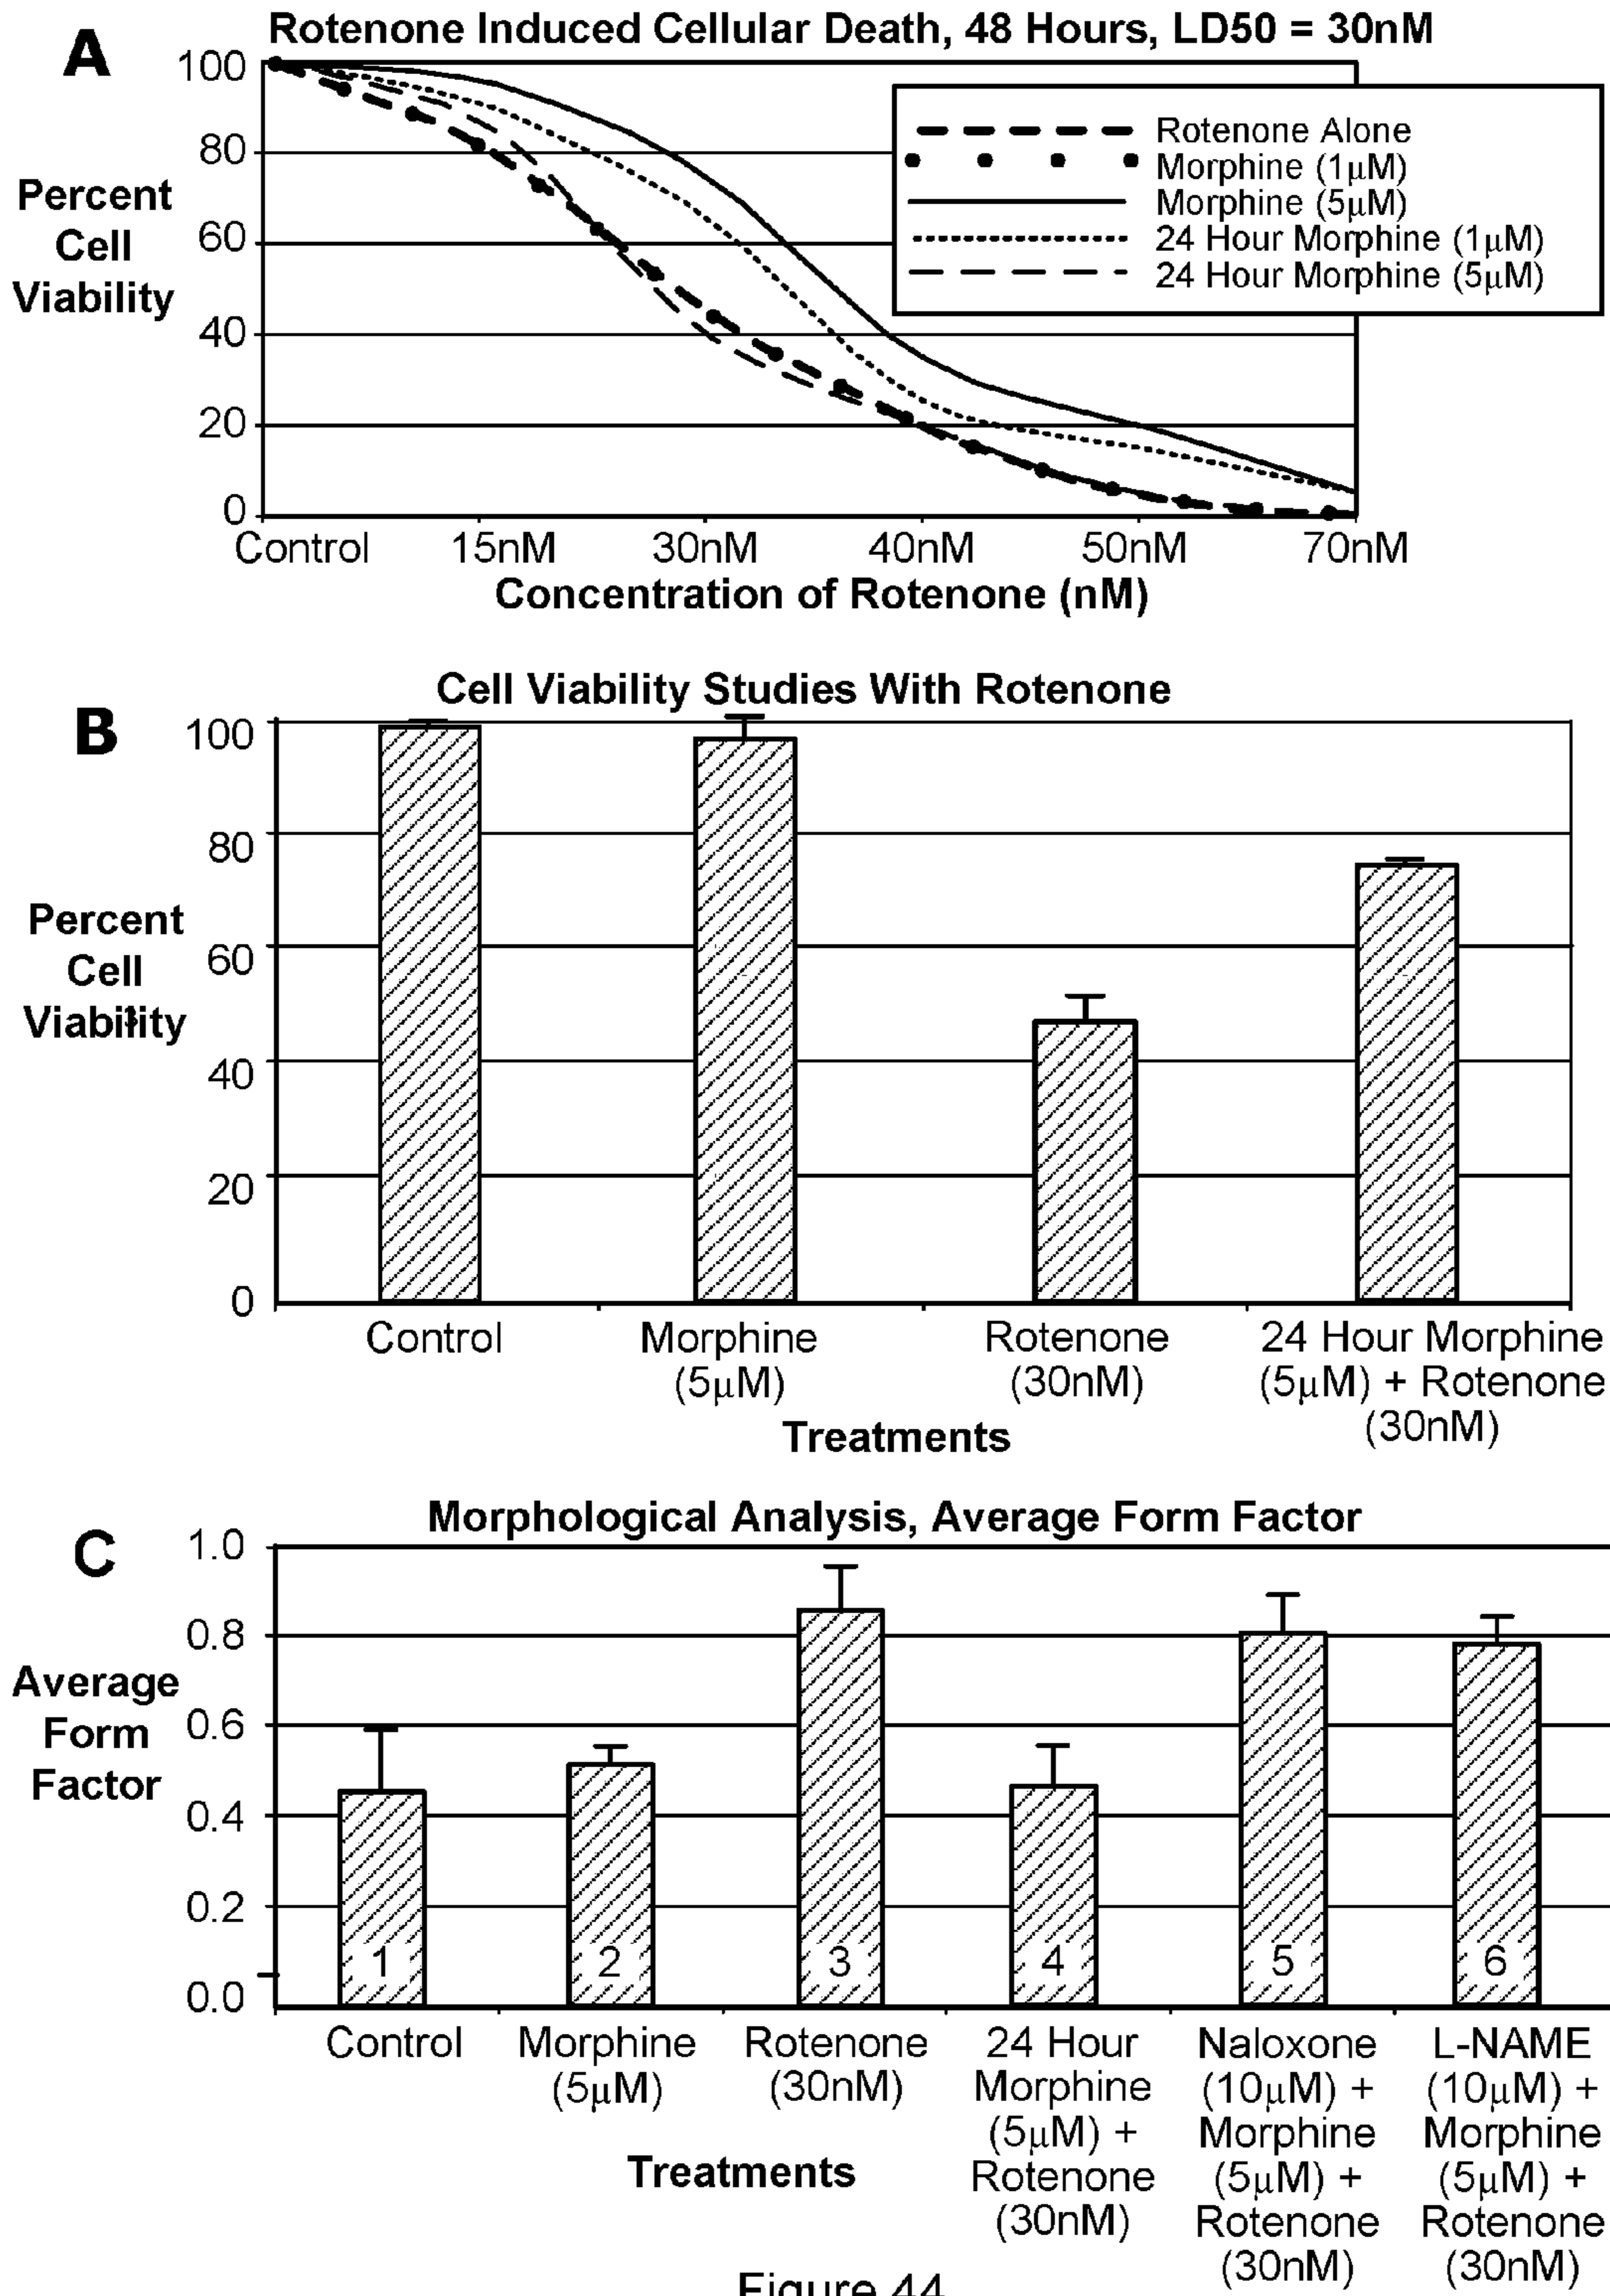 A
Rotenone Induced Cellular Death, 48 Hours, LD50 = 30nM
100
80
60
40
20
0
Percent
Cell
Viability
Rotenone Alone
Morphine (1µM)
Morphine (5µM)
24 Hour Morphine (1µM)
24 Hour Morphine (5µM)
Control 15nM 30nM 40nM 50nM 70nM
Concentration of Rotenone (nM)
B
Cell Viability Studies With Rotenone
100
80
60
40
20
0
Percent
Cell
Viability
Control
Morphine
(5µM)
Rotenone
(30nM)
24 Hour Morphine
(5µM) + Rotenone
(30nM)
Treatments
C
Morphological Analysis, Average Form Factor
1.0
0.8
0.6
0.4
0.2
0.0
Average
Form
Factor
1 2 3 4 5 6
Control
Morphine
(5µM)
Rotenone
(30nM)
24 Hour
Morphine
(5µM) +
Rotenone
(30nM)
Naloxone
(10µM) +
Morphine
(5µM) +
Rotenone
(30nM)
L-NAME
(10µM) +
Morphine
(5µM) +
Rotenone
(30nM)
Treatments
Figure 44